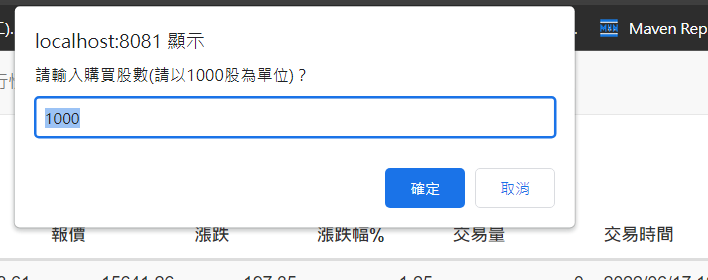 localhost:8081 顯示
Maven Rep
請輸入購買股數(請以1000股為單位)？
1000
確定 取消
報價 漲跌 漲跌幅% 交易量 交易時間